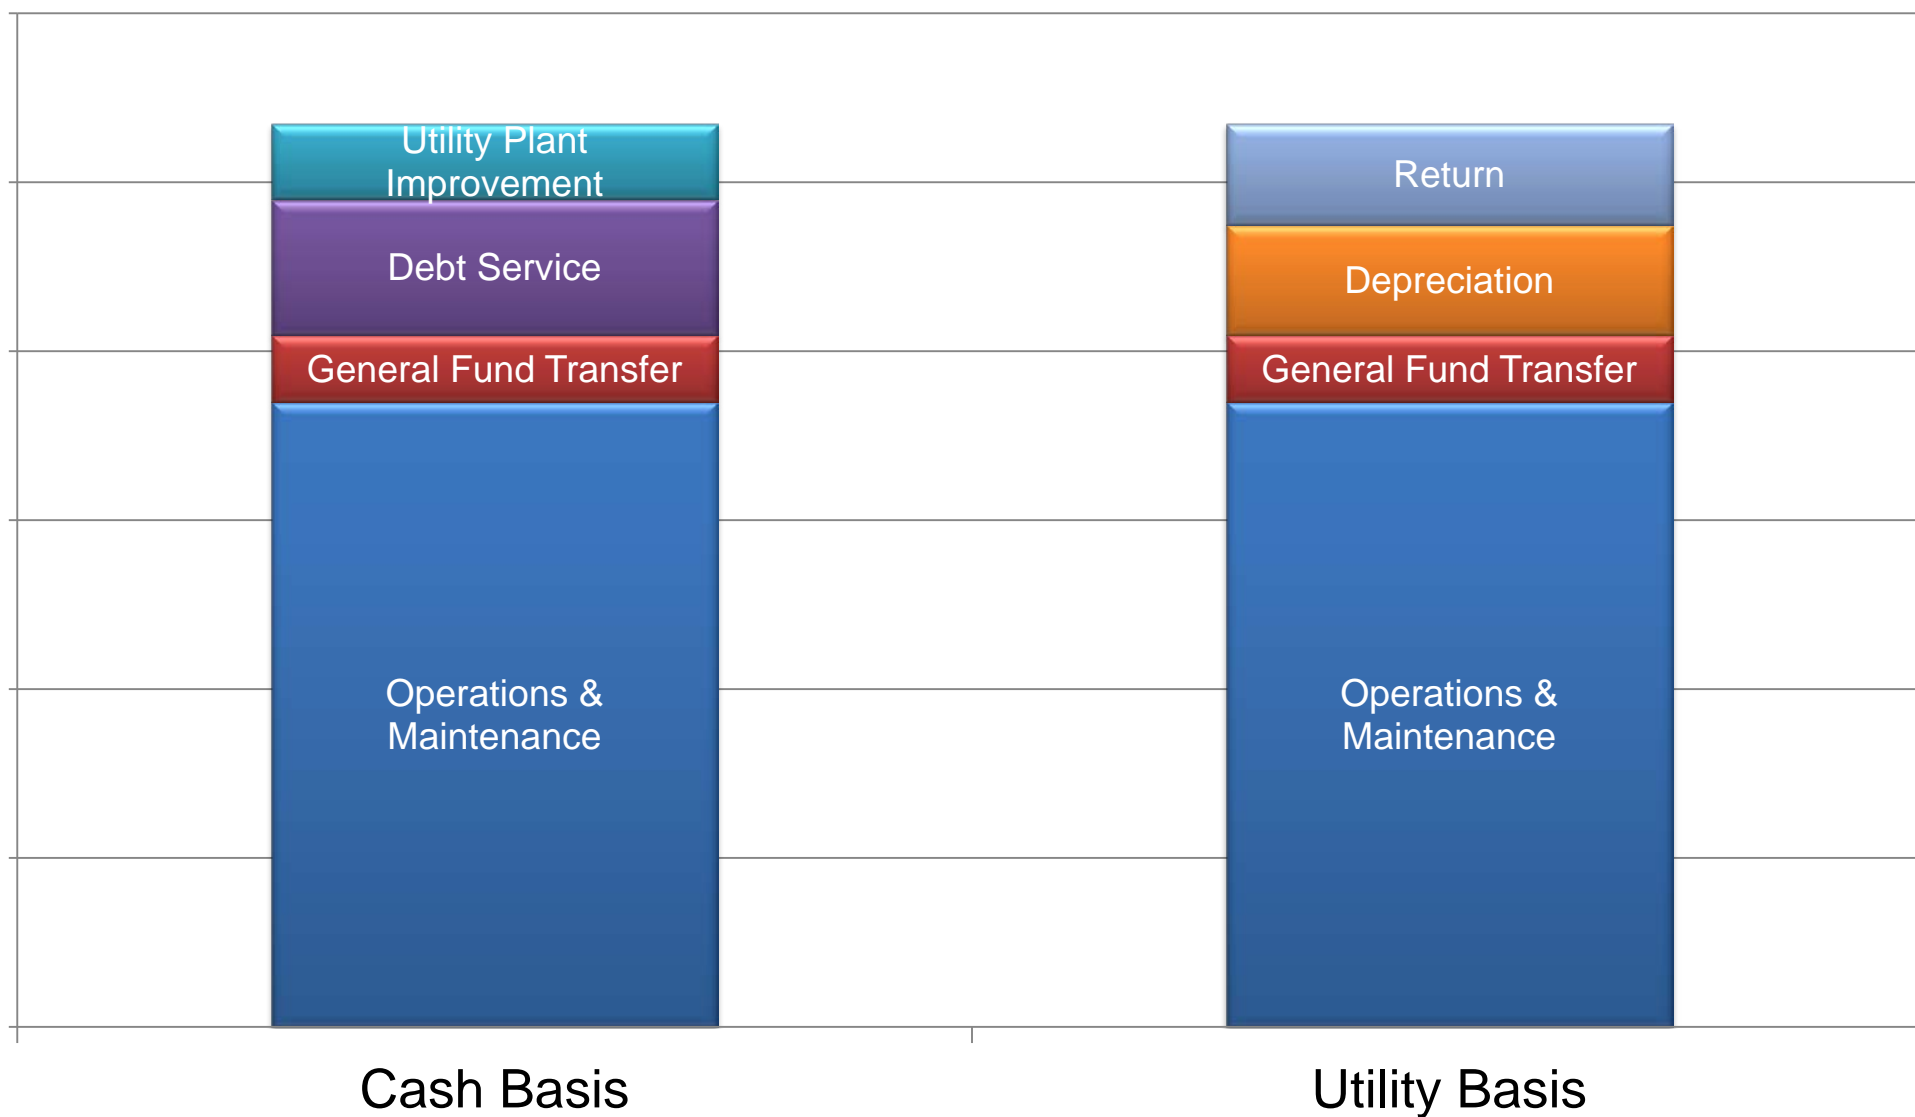 Utility Plant
Improvement
Debt Service
General Fund Transfer
Operations &
Maintenance
Cash Basis
Return
Depreciation
General Fund Transfer
Operations &
Maintenance
Utility Basis